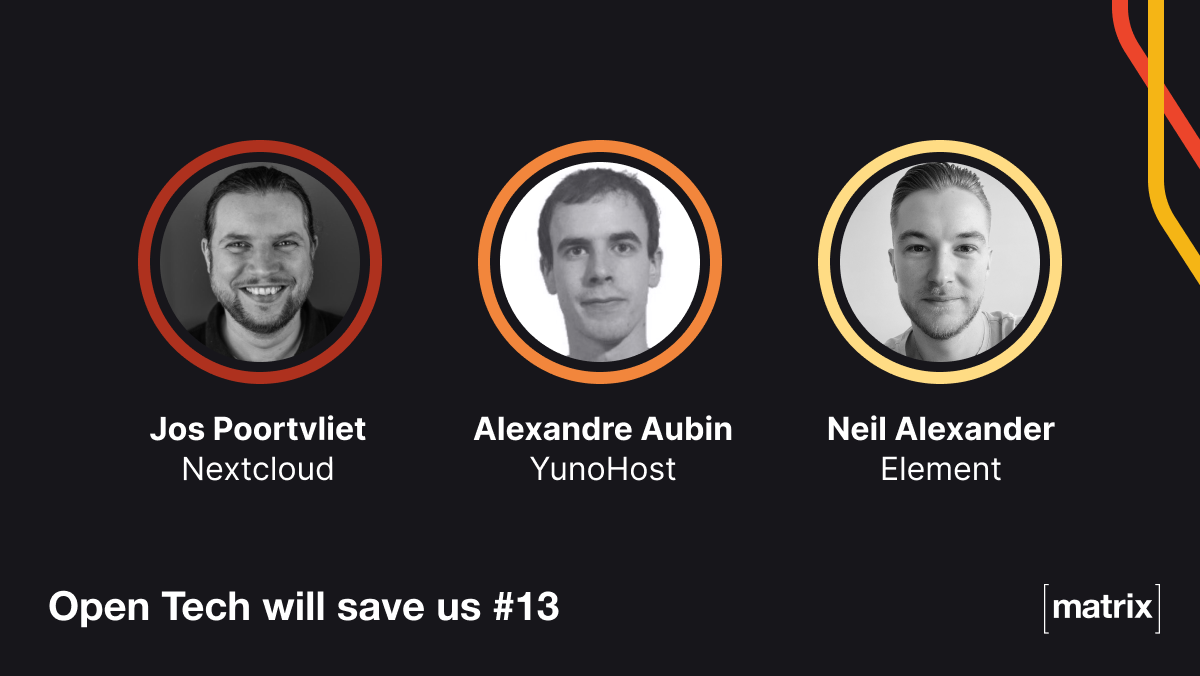 Jos Poortvliet
Nextcloud
Alexandre Aubin
YunoHost
Neil Alexander
Element
Open Tech will save us #13
[matrix]